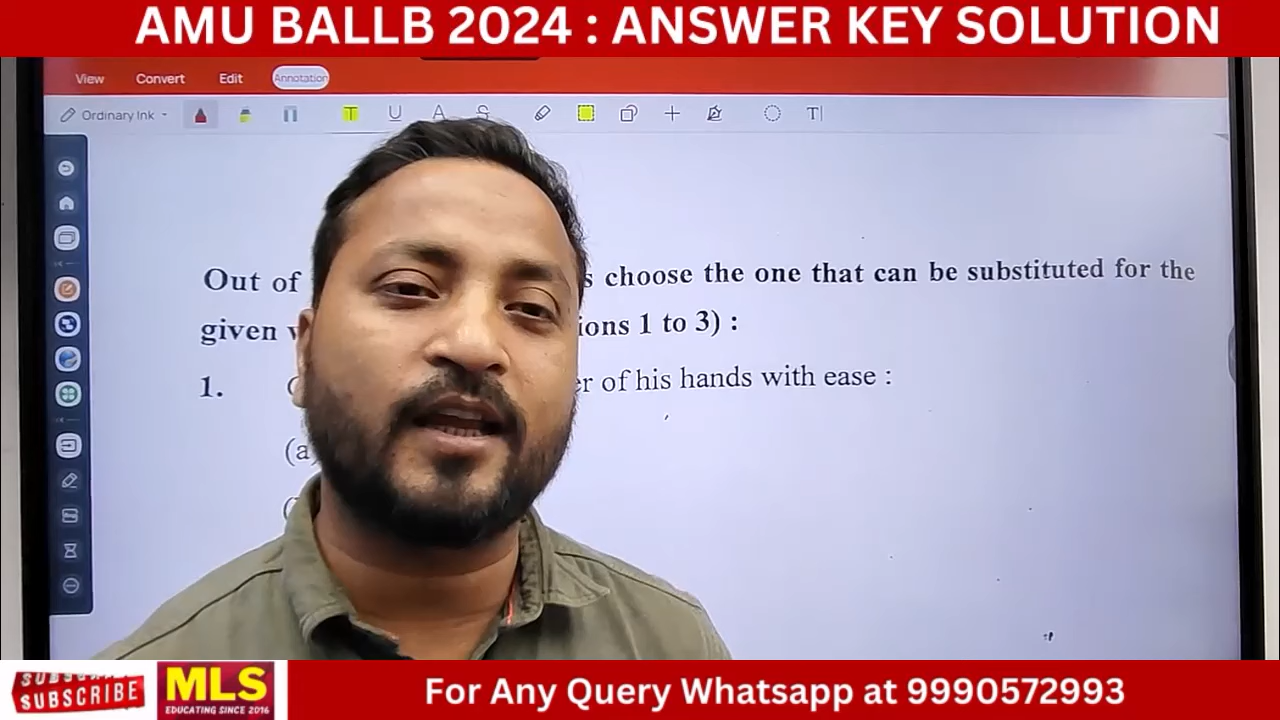 AMU BALLB 2024 : ANSWER KEY SOLUTION
View Convert Edit Annotation
Ordinary Ink
Out of s choose the one that can be substituted for the
given ions 1 to 3) :
1. er of his hands with ease :
(a)
SUBSCRIBE
SUBSCRIBE
MLS
EDUCATING SINCE 2016
For Any Query Whatsapp at 9990572993